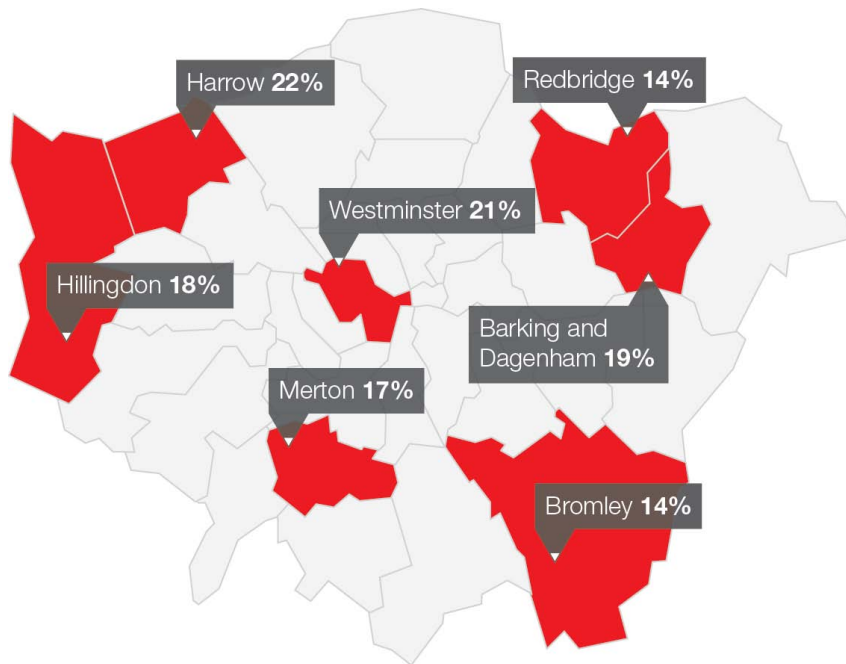 Harrow 22%
Redbridge 14%
Westminster 21%
Hillingdon 18%
Barking and
Dagenham 19%
Merton 17%
Bromley 14%